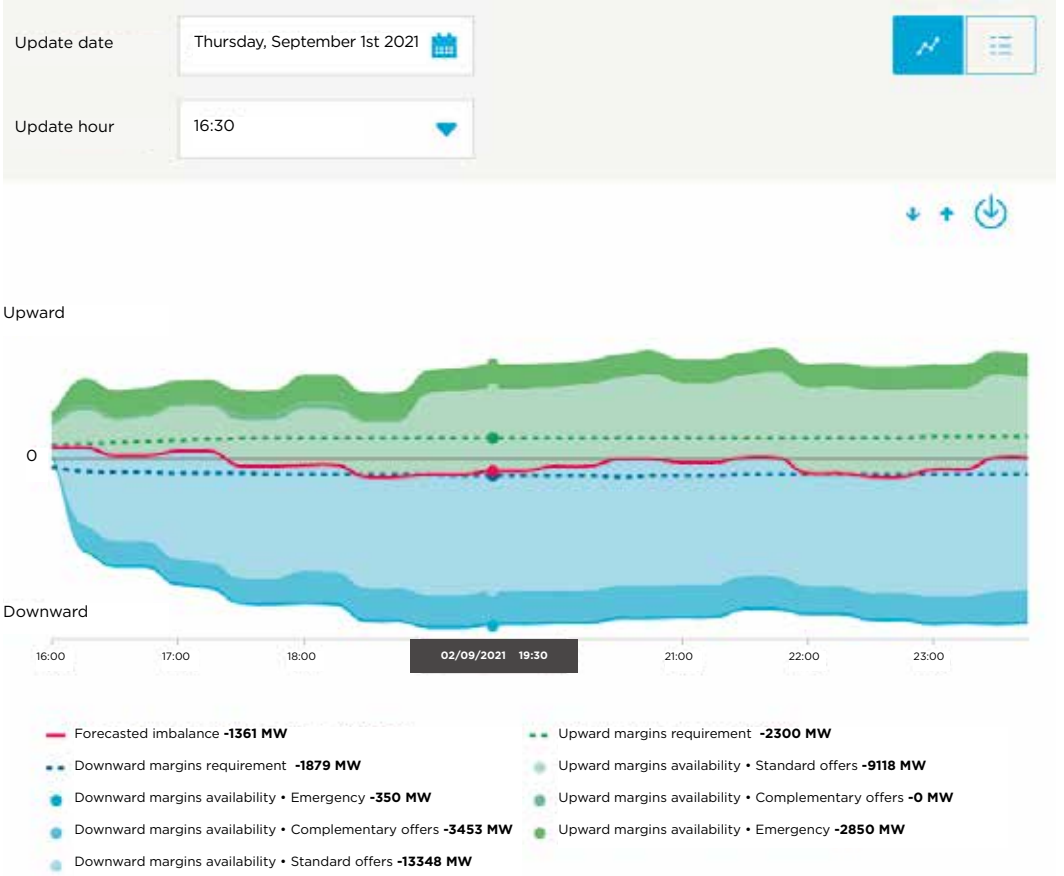 Update date
Thursday, September 1st 2021
Update hour
16:30
Upward
0
Downward
16:00
17:00
18:00
02/09/2021 19:30
21:00
22:00
23:00
Forecasted imbalance -1361 MW
Downward margins requirement -1879 MW
Downward margins availability • Emergency -350 MW
Downward margins availability • Complementary offers -3453 MW
Downward margins availability • Standard offers -13348 MW
Upward margins requirement -2300 MW
Upward margins availability • Standard offers -9118 MW
Upward margins availability • Complementary offers -0 MW
Upward margins availability • Emergency -2850 MW